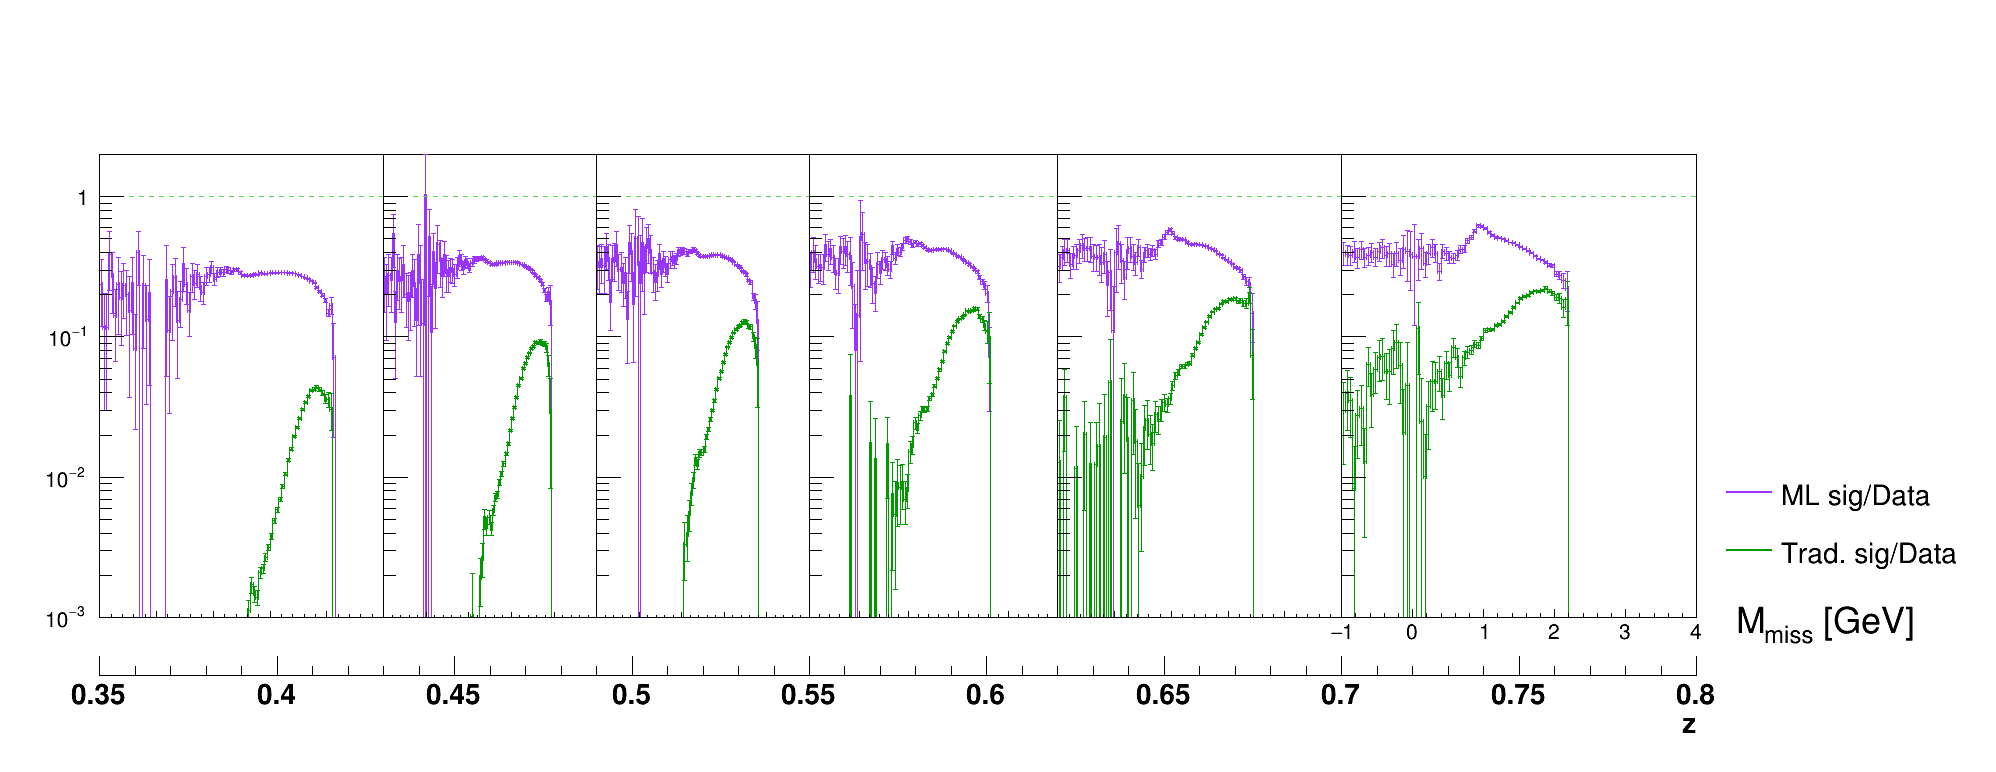 1
10⁻¹
10⁻²
10⁻³
ML sig/Data
Trad. sig/Data
−1 0 1 2 3 4
M_miss [GeV]
0.35 0.4 0.45 0.5 0.55 0.6 0.65 0.7 0.75 0.8
z